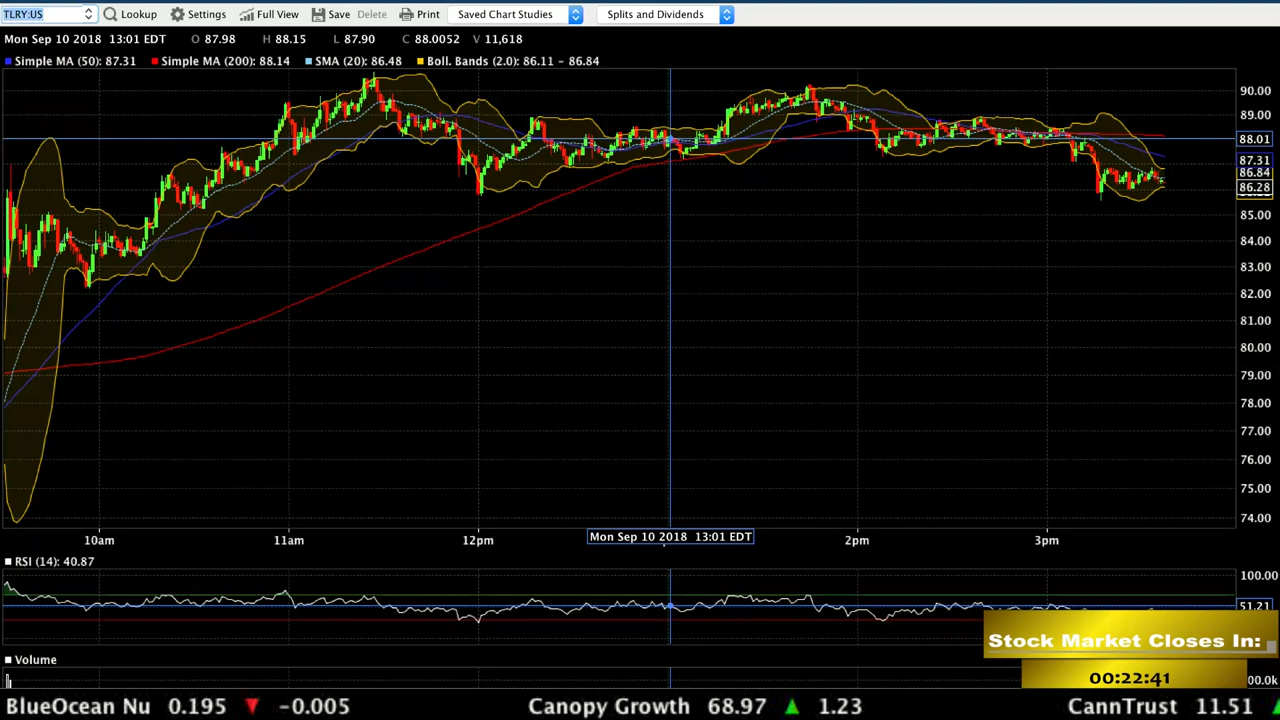 TLRY:US Lookup Settings Full View Save Delete Print Saved Chart Studies Splits and Dividends
Mon Sep 10 2018 13:01 EDT O 87.98 H 88.15 L 87.90 C 88.0052 V 11,618
Simple MA (50): 87.31 Simple MA (200): 88.14 SMA (20): 86.48 Boll. Bands (2.0): 86.11 - 86.84
90.00
89.00
88.01
87.31
86.84
86.28
85.00
84.00
83.00
82.00
81.00
80.00
79.00
78.00
77.00
76.00
75.00
74.00
10am 11am 12pm Mon Sep 10 2018 13:01 EDT 2pm 3pm
RSI (14): 40.87
100.00
51.21
Stock Market Closes In:
Volume
00:22:41
00.0k
BlueOcean Nu 0.195 -0.005 Canopy Growth 68.97 1.23 CannTrust 11.51